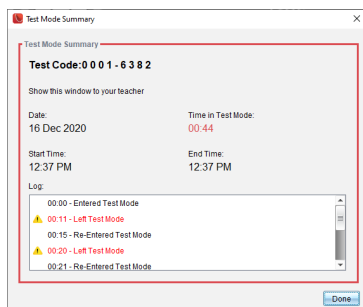 Test Mode Summary
Test Mode Summary
Test Code:0 0 0 1 - 6 3 8 2
Show this window to your teacher
Date:
Time in Test Mode:
16 Dec 2020
00:44
Start Time:
End Time:
12:37 PM
12:37 PM
Log:
00:00 - Entered Test Mode
00:11 - Left Test Mode
00:15 - Re-Entered Test Mode
00:20 - Left Test Mode
00:21 - Re-Entered Test Mode
Done